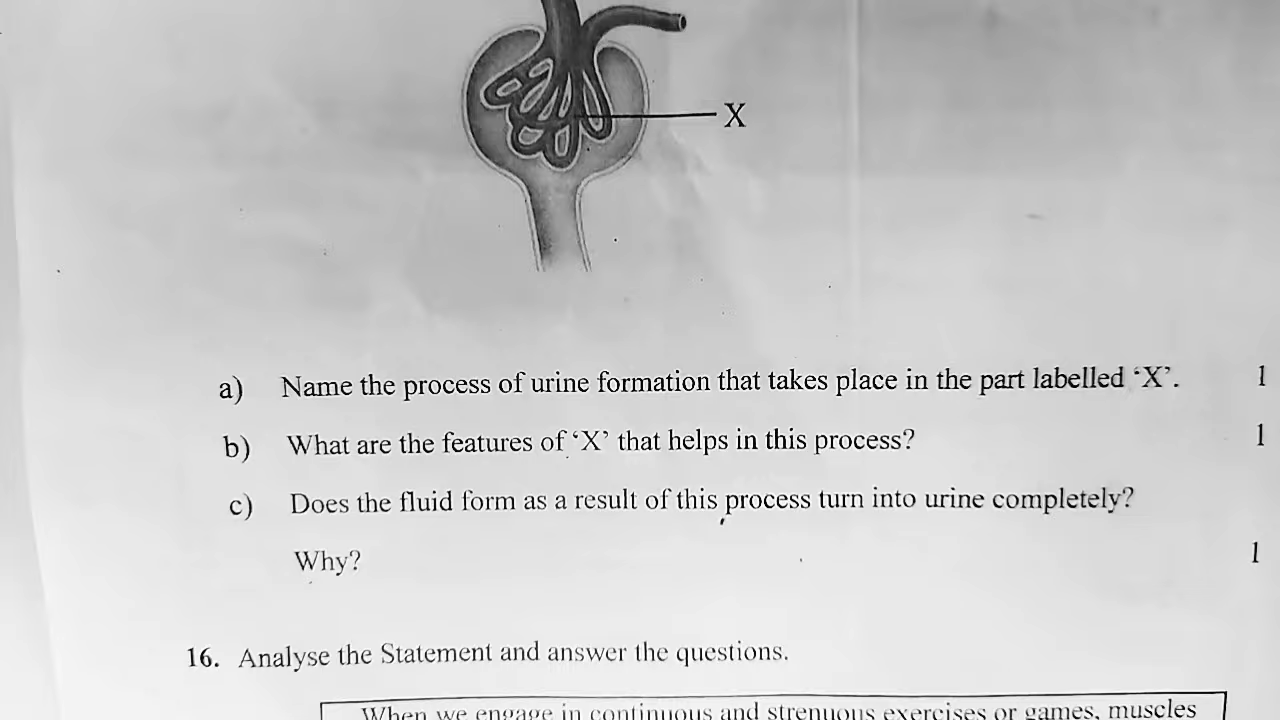 X
a) Name the process of urine formation that takes place in the part labelled ‘X’. 1
b) What are the features of ‘X’ that helps in this process? 1
c) Does the fluid form as a result of this process turn into urine completely?
Why? 1
16. Analyse the Statement and answer the questions.
When we engage in continuous and strenuous exercises or games, muscles